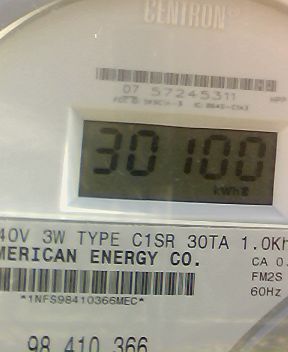 CENTRON®
07 57245311
30100
kWh
40V 3W TYPE C1SR 30TA 1.0Kh
MERICAN ENERGY CO.
CA 0.
FM2S
60Hz
*1NFS98410366MEC*
98 410 366